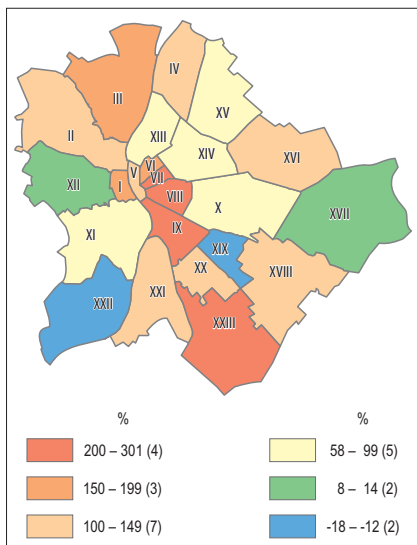 IV
III
XV
II
XIII
XIV
XVI
VI
V
VII
XII
I
VIII
X
XVII
IX
XI
XIX
XX
XVIII
XXII
XXI
XXIII
% %
200 – 301 (4) 58 – 99 (5)
150 – 199 (3) 8 – 14 (2)
100 – 149 (7) -18 – -12 (2)